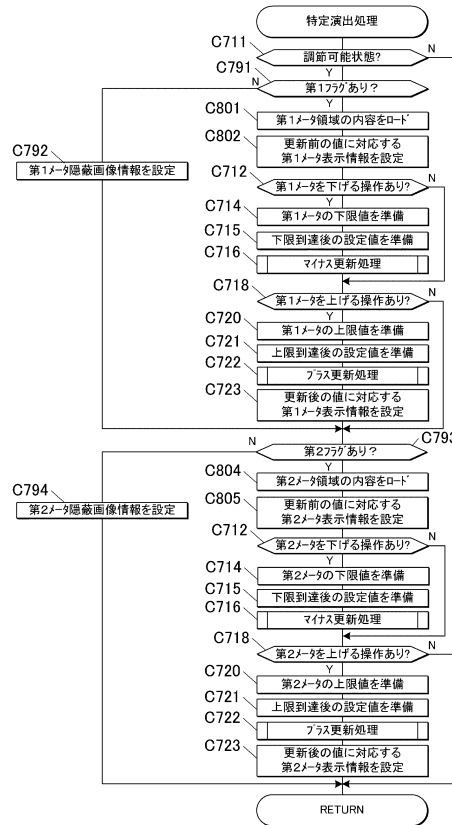 特定演出処理
C711
調節可能状態?
N
Y
C791
N
第1フラグあり?
Y
C801
第1メータ領域の内容をロード
C802
更新前の値に対応する
第1メータ表示情報を設定
C792
第1メータ隠蔽画像情報を設定
C712
第1メータを下げる操作あり?
N
Y
C714
第1メータの下限値を準備
C715
下限到達後の設定値を準備
C716
マイナス更新処理
C718
第1メータを上げる操作あり?
N
Y
C720
第1メータの上限値を準備
C721
上限到達後の設定値を準備
C722
プラス更新処理
C723
更新後の値に対応する
第1メータ表示情報を設定
C793
N
第2フラグあり?
Y
C804
第2メータ領域の内容をロード
C794
第2メータ隠蔽画像情報を設定
C805
更新前の値に対応する
第2メータ表示情報を設定
C712
第2メータを下げる操作あり?
N
Y
C714
第2メータの下限値を準備
C715
下限到達後の設定値を準備
C716
マイナス更新処理
C718
第2メータを上げる操作あり?
N
Y
C720
第2メータの上限値を準備
C721
上限到達後の設定値を準備
C722
プラス更新処理
C723
更新後の値に対応する
第2メータ表示情報を設定
RETURN